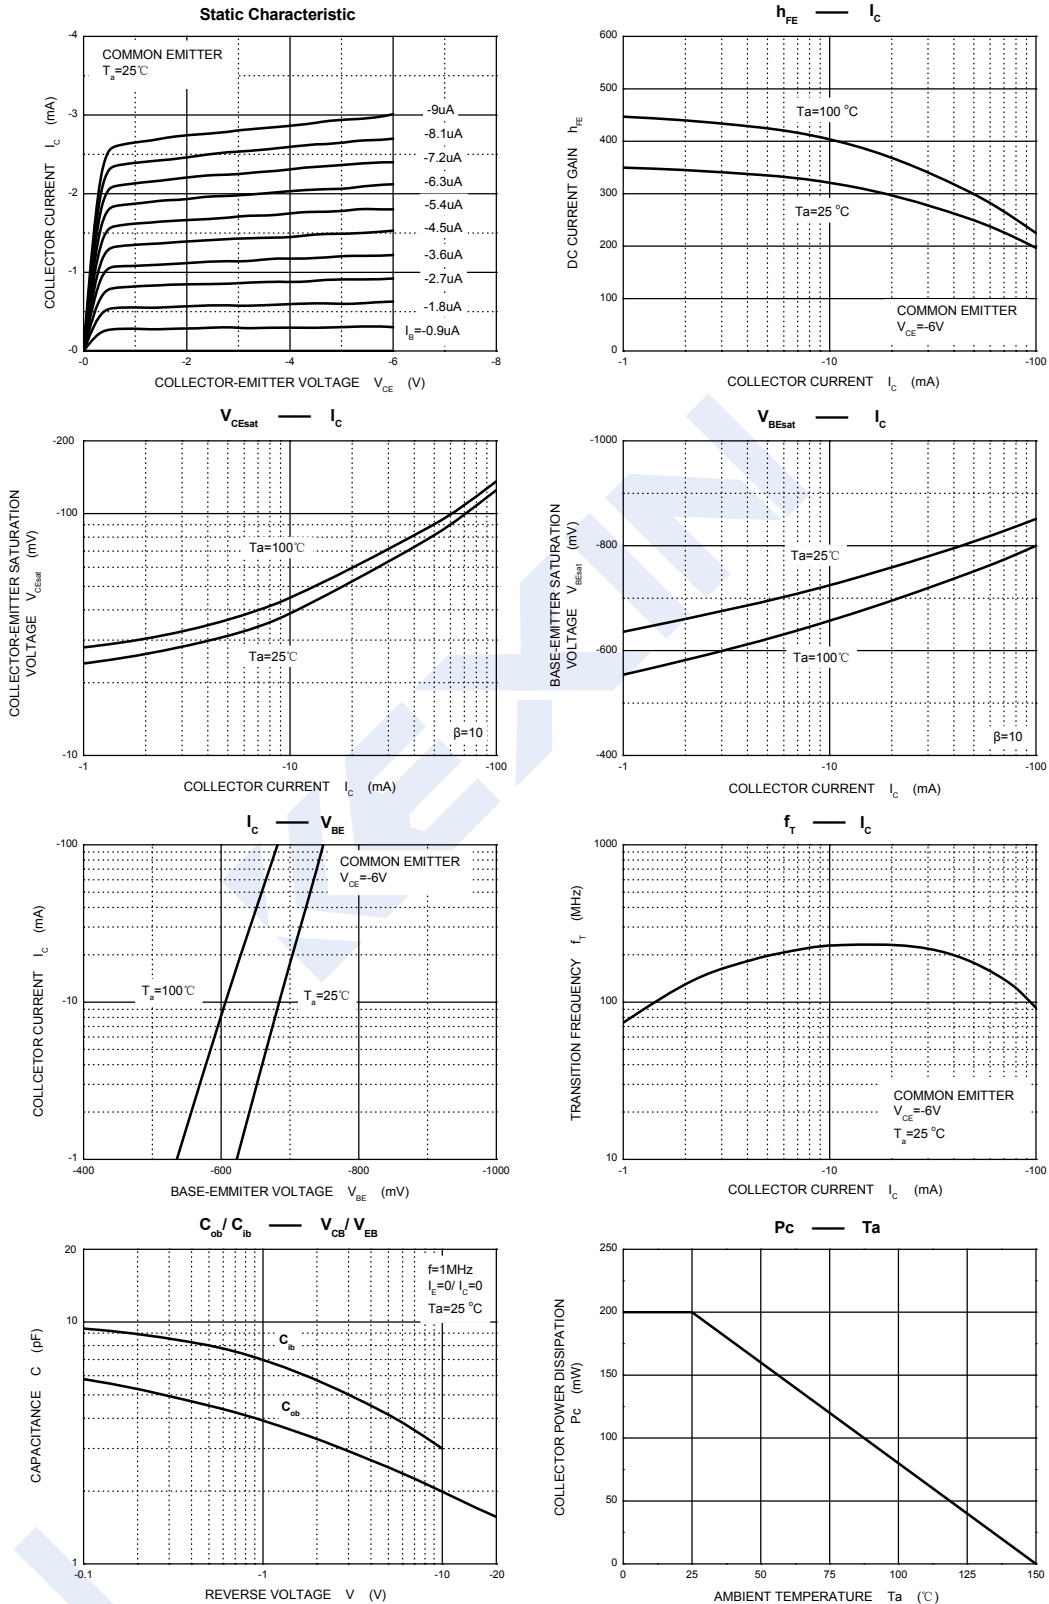 Static Characteristic
COMMON EMITTER
Ta=25℃
-9uA
-8.1uA
-7.2uA
-6.3uA
-5.4uA
-4.5uA
-3.6uA
-2.7uA
-1.8uA
IB=-0.9uA
-4
-3
-2
-1
-0
-0 -2 -4 -6 -8
COLLECTOR CURRENT IC (mA)
COLLECTOR-EMITTER VOLTAGE VCE (V)
hFE —— IC
600
500
400
300
200
100
0
Ta=100 °C
Ta=25 °C
COMMON EMITTER
VCE=-6V
-1 -10 -100
DC CURRENT GAIN hFE
COLLECTOR CURRENT IC (mA)
VCEsat —— IC
-200
-100
-10
Ta=100℃
Ta=25℃
β=10
-1 -10 -100
COLLECTOR-EMITTER SATURATION
VOLTAGE VCEsat (mV)
COLLECTOR CURRENT IC (mA)
VBEsat —— IC
-1000
-800
-600
-400
Ta=25℃
Ta=100℃
β=10
-1 -10 -100
BASE-EMITTER SATURATION
VOLTAGE VBEsat (mV)
COLLECTOR CURRENT IC (mA)
IC —— VBE
-100
-10
-1
COMMON EMITTER
VCE=-6V
Ta=100℃
Ta=25℃
-400 -600 -800 -1000
COLLCETOR CURRENT IC (mA)
BASE-EMMITER VOLTAGE VBE (mV)
fT —— IC
1000
100
10
COMMON EMITTER
VCE=-6V
Ta=25 °C
-1 -10 -100
TRANSITION FREQUENCY fT (MHz)
COLLECTOR CURRENT IC (mA)
Cob/ Cib —— VCB/ VEB
20
10
1
f=1MHz
IE=0/ IC=0
Ta=25 °C
Cib
Cob
-0.1 -1 -10 -20
CAPACITANCE C (pF)
REVERSE VOLTAGE V (V)
Pc —— Ta
250
200
150
100
50
0
0 25 50 75 100 125 150
COLLECTOR POWER DISSIPATION
Pc (mW)
AMBIENT TEMPERATURE Ta (℃)
KEXIN